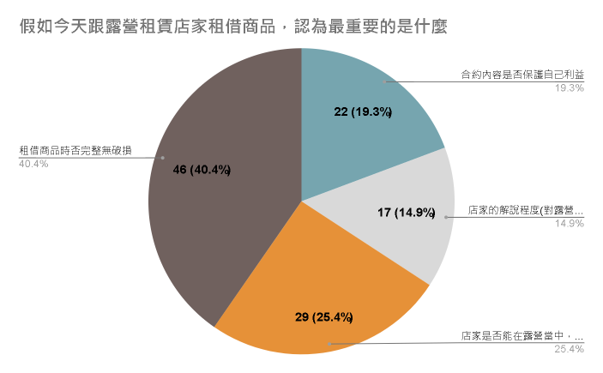 假如今天跟露營租賃店家租借商品，認為最重要的是什麼
合約內容是否保護自己利益
19.3%
22 (19.3%)
租借商品時否完整無破損
40.4%
46 (40.4%)
店家的解說程度(對露營...
14.9%
17 (14.9%)
29 (25.4%)
店家是否能在露營當中，...
25.4%